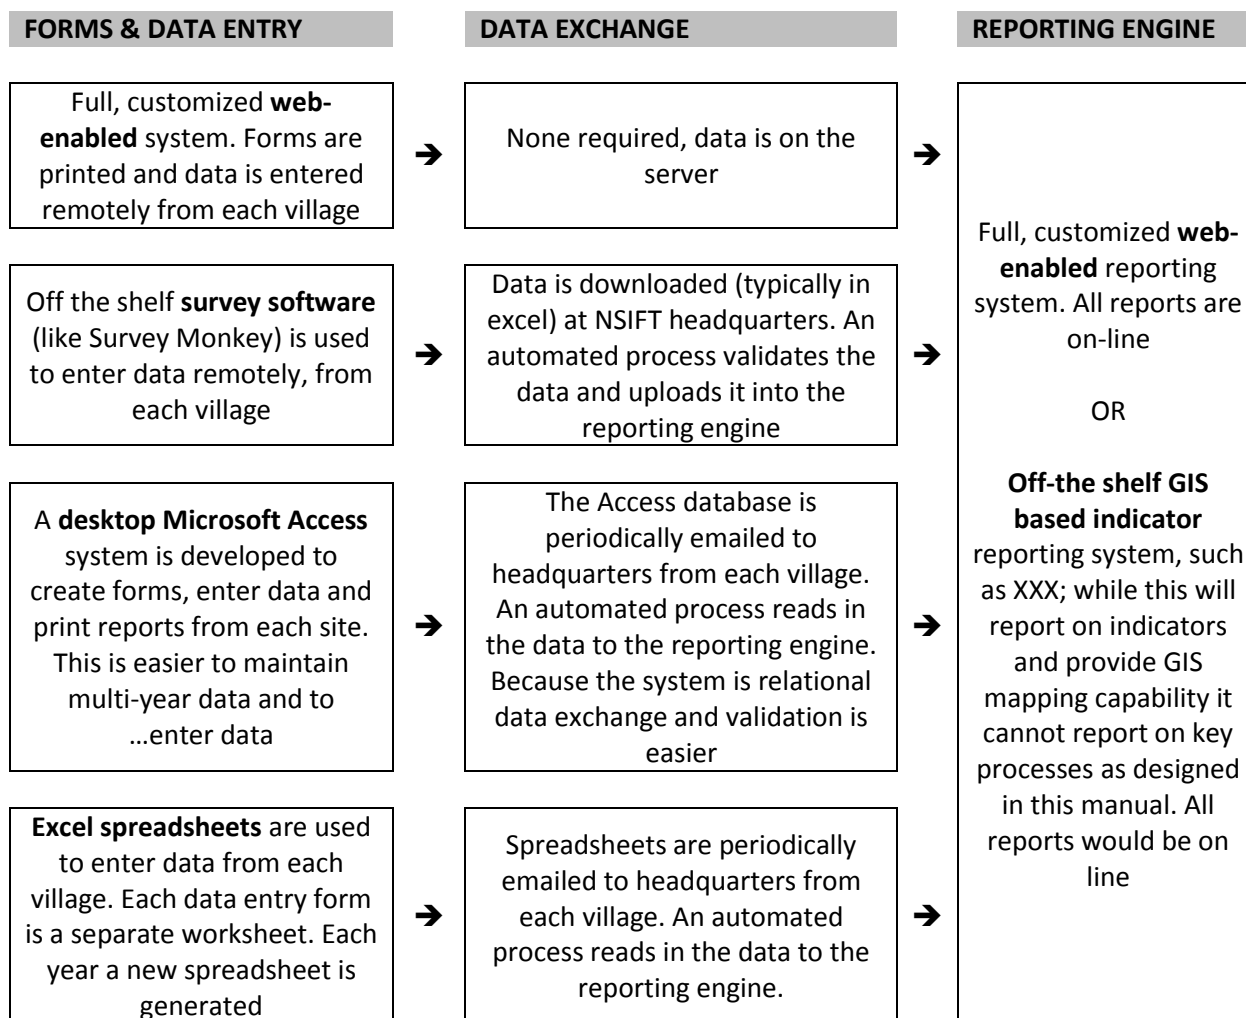 FORMS & DATA ENTRY
DATA EXCHANGE
REPORTING ENGINE
Full, customized web-
enabled system. Forms are
printed and data is entered
remotely from each village
➔
None required, data is on the
server
➔
Off the shelf survey software
(like Survey Monkey) is used
to enter data remotely, from
each village
➔
Data is downloaded (typically in
excel) at NSIFT headquarters. An
automated process validates the
data and uploads it into the
reporting engine
➔
A desktop Microsoft Access
system is developed to
create forms, enter data and
print reports from each site.
This is easier to maintain
multi-year data and to
…enter data
➔
The Access database is
periodically emailed to
headquarters from each village.
An automated process reads in
the data to the reporting engine.
Because the system is relational
data exchange and validation is
easier
➔
Excel spreadsheets are used
to enter data from each
village. Each data entry form
is a separate worksheet. Each
year a new spreadsheet is
generated
➔
Spreadsheets are periodically
emailed to headquarters from
each village. An automated
process reads in the data to the
reporting engine.
➔
Full, customized web-
enabled reporting
system. All reports are
on-line
OR
Off-the shelf GIS
based indicator
reporting system, such
as XXX; while this will
report on indicators
and provide GIS
mapping capability it
cannot report on key
processes as designed
in this manual. All
reports would be on
line